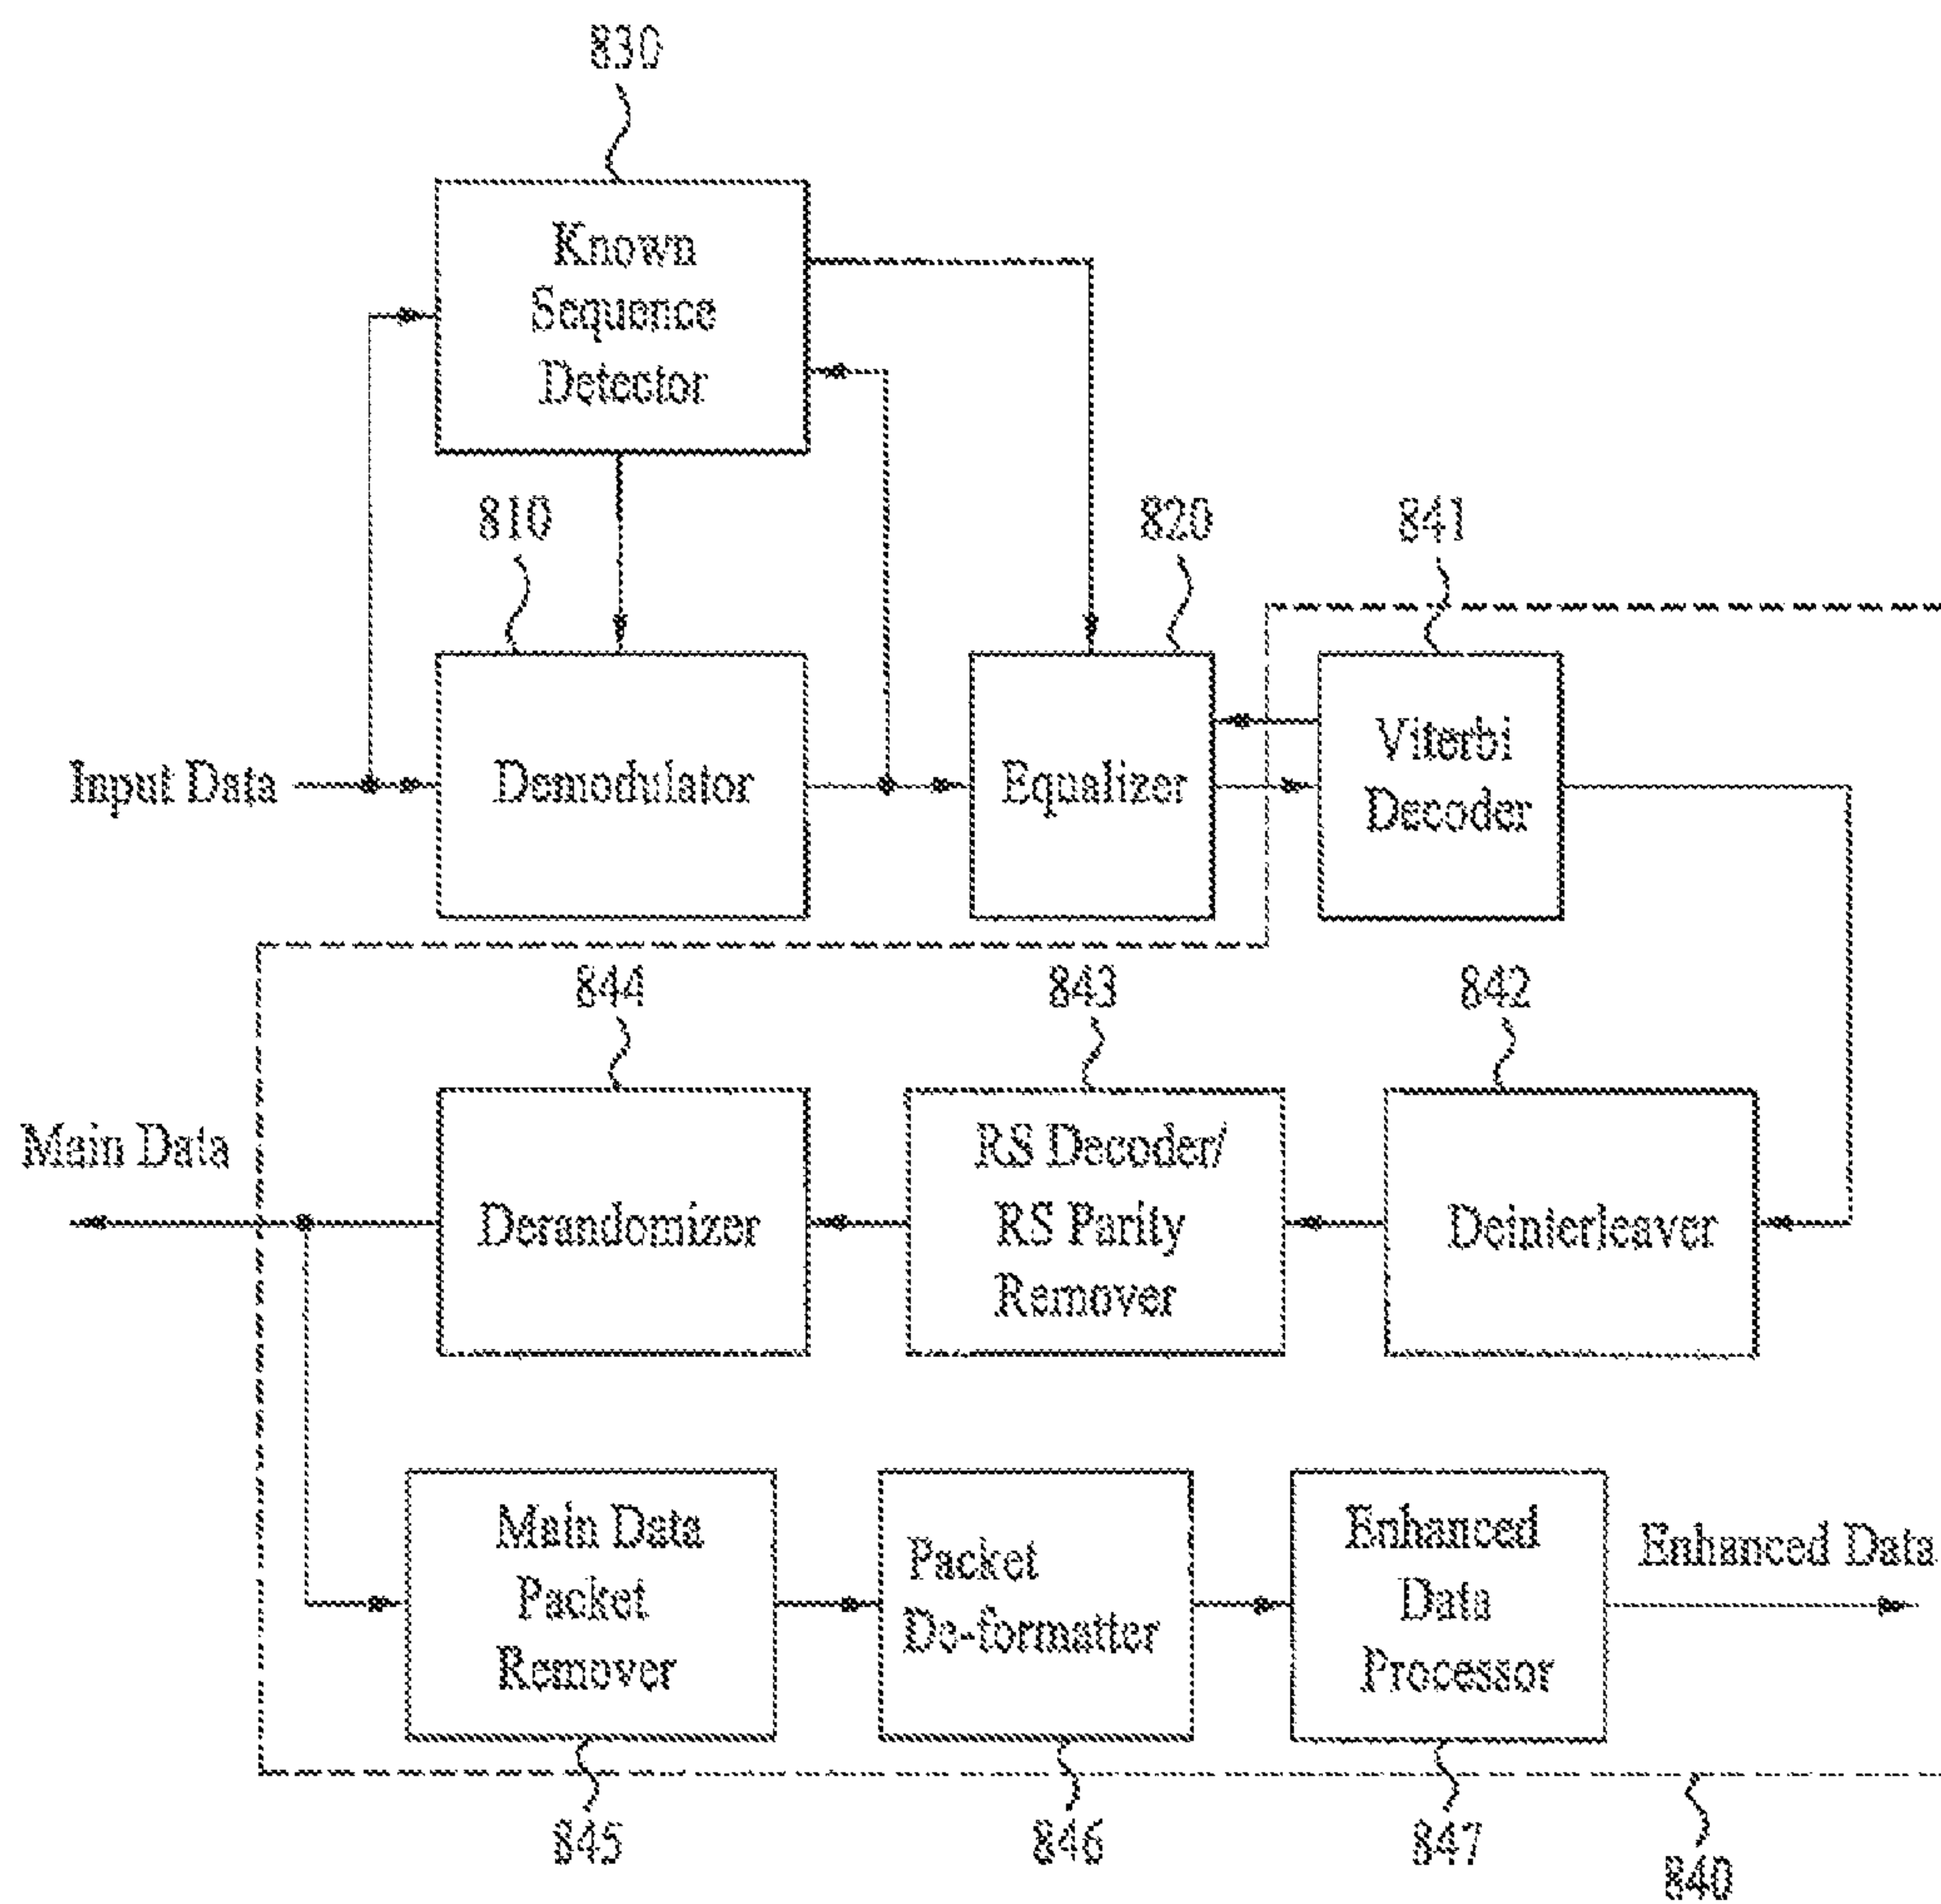 830
Known
Sequence
Detector
810
820
841
Input Data
Demodulator
Equalizer
Viterbi
Decoder
844
843
842
Main Data
Derandomizer
RS Decoder/
RS Parity
Remover
Deinterleaver
Main Data
Packet
Remover
Packet
De-formatter
Enhanced
Data
Processor
Enhanced Data
845
846
847
840